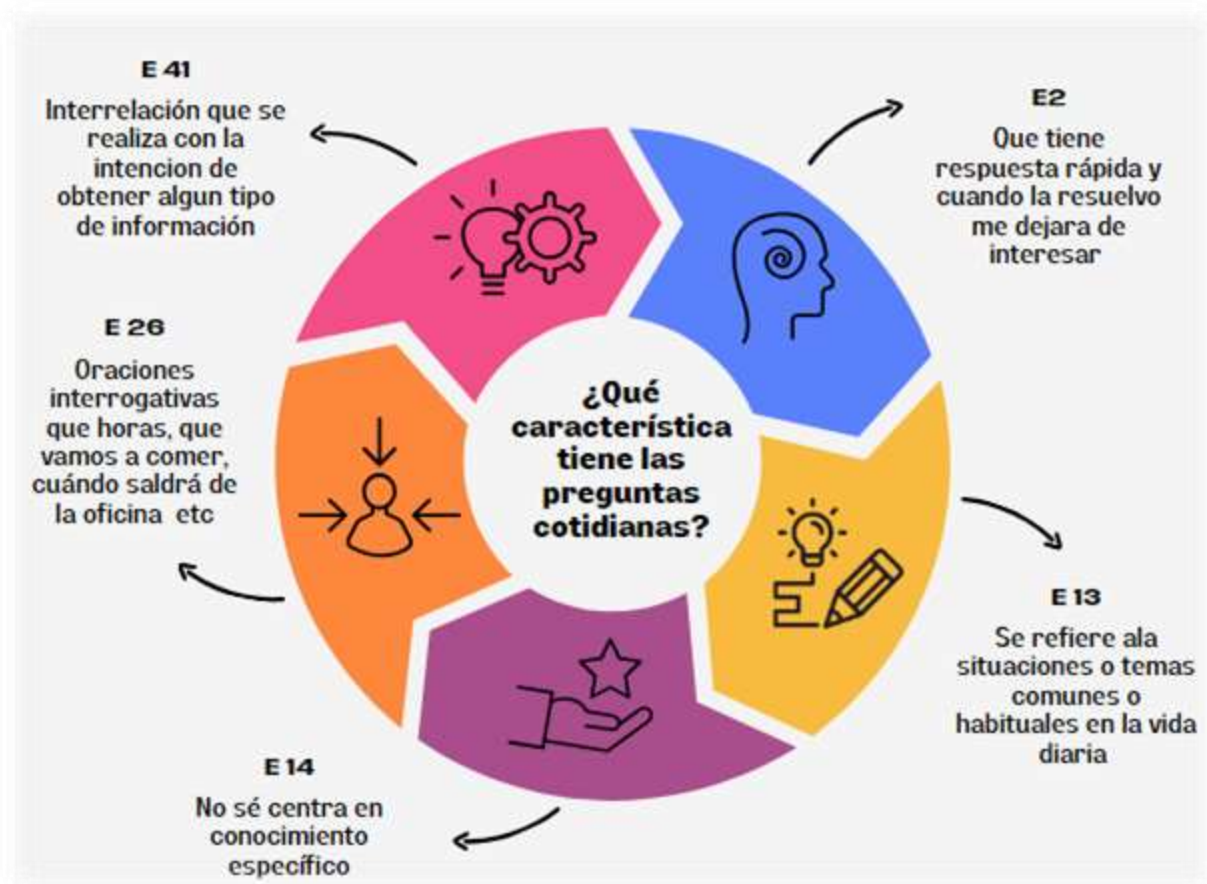 E 41
Interrelación que se
realiza con la
intencion de
obtener algun tipo
de información
E2
Que tiene
respuesta rápida y
cuando la resuelvo
me dejara de
interesar
E 26
Oraciones
interrogativas
que horas, que
vamos a comer,
cuándo saldrá de
la oficina etc
¿Qué
característica
tiene las
preguntas
cotidianas?
E 13
Se refiere ala
situaciones o temas
comunes o
habituales en la vida
diaria
E 14
No sé centra en
conocimiento
específico